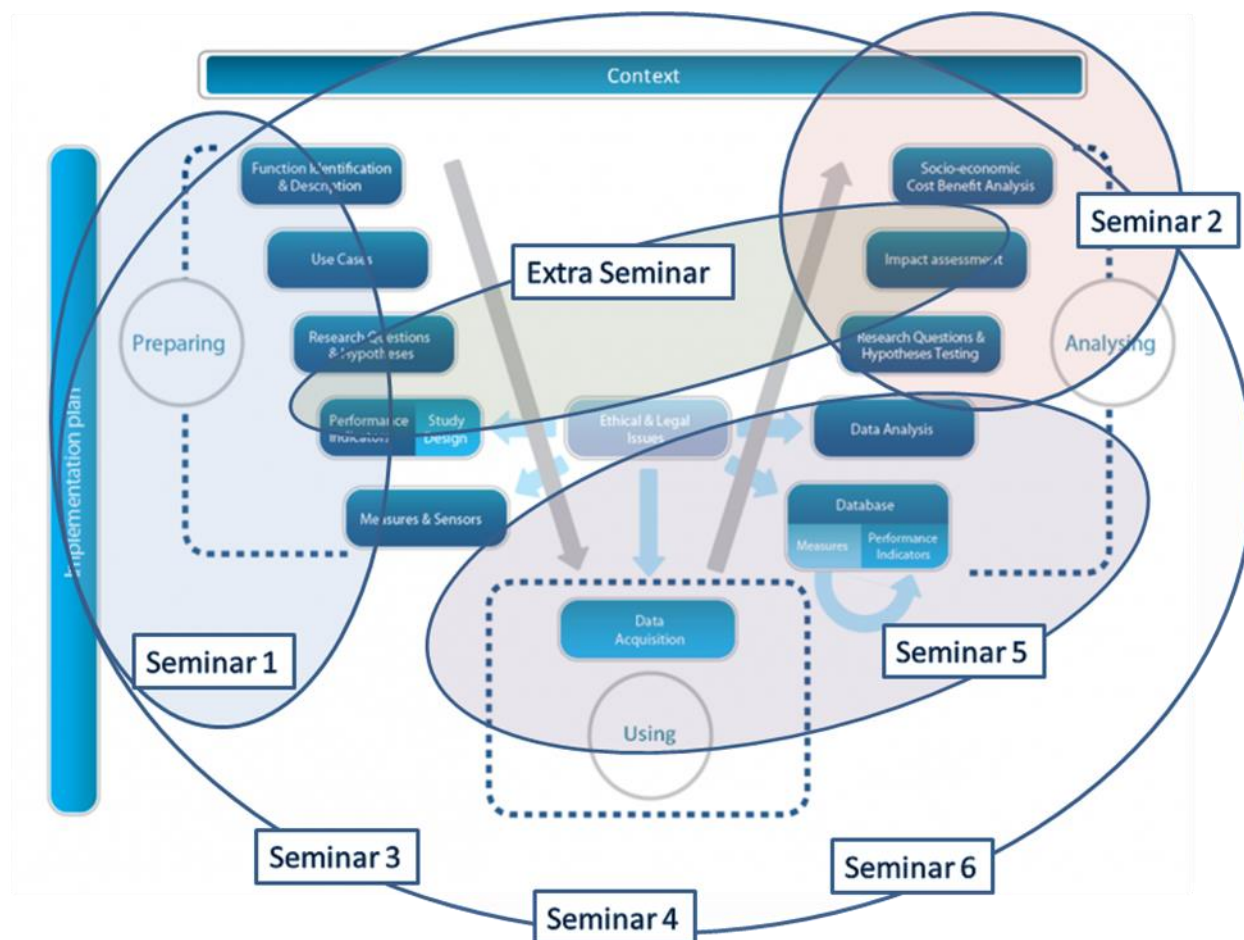 Context
Function Identification
& Description
Socio-economic
Cost Benefit Analysis
Seminar 2
Use Cases
Extra Seminar
Impact assessment
Preparing
Research Questions
& Hypotheses
Research Questions &
Hypotheses Testing
Analysing
Implementation plan
Performance
Indicators
Study
Design
Ethical & Legal
Issues
Data Analysis
Measures & Sensors
Database
Measures
Performance
Indicators
Data
Acquisition
Seminar 1
Seminar 5
Using
Seminar 3
Seminar 6
Seminar 4